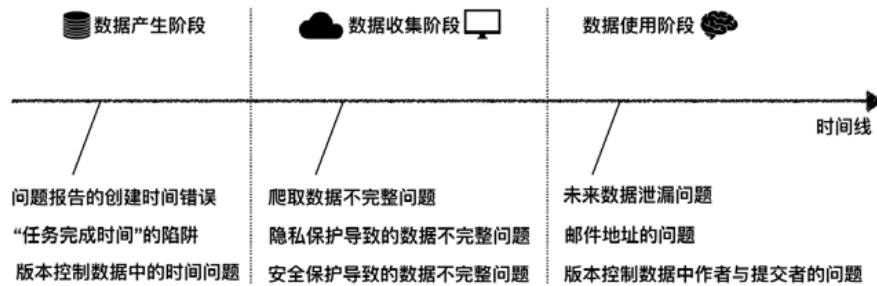 数据产生阶段
数据收集阶段
数据使用阶段
时间线
问题报告的创建时间错误
“任务完成时间”的陷阱
版本控制数据中的时间问题
爬取数据不完整问题
隐私保护导致的数据不完整问题
安全保护导致的数据不完整问题
未来数据泄漏问题
邮件地址的问题
版本控制数据中作者与提交者的问题